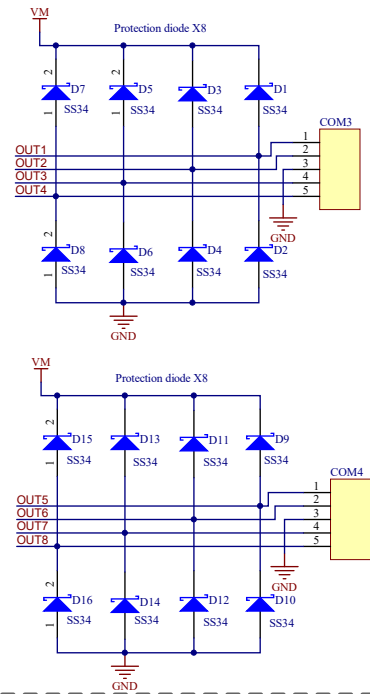 VM
Protection diode X8
2 2
D7 D5 D3 D1
1 SS34 1 SS34 SS34 SS34
COM3
OUT1 1
OUT2 2
3
OUT3 4
OUT4 5
GND
2
D8 D6 D4 D2
1 SS34 SS34 SS34 SS34
GND
VM
Protection diode X8
2
D15 D13 D11 D9
1 SS34 SS34 SS34 SS34
COM4
1
OUT5 2
OUT6 3
OUT7 4
OUT8 5
GND
2
D16 D14 D12 D10
1 SS34 SS34 SS34 SS34
GND